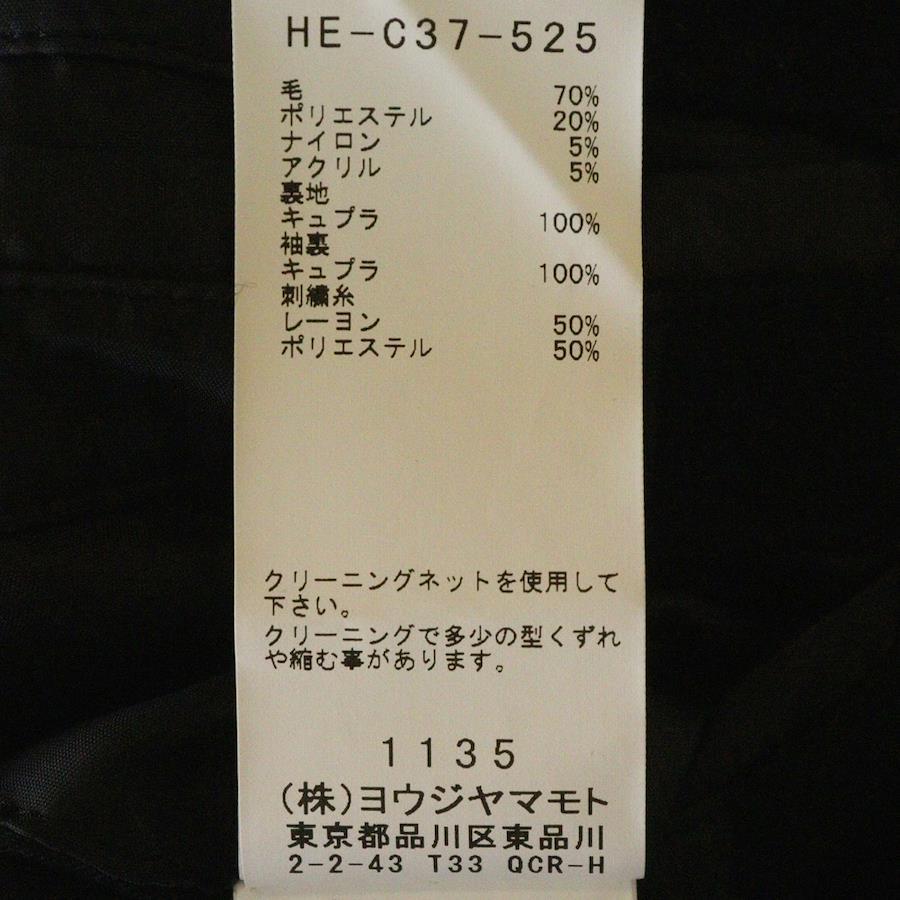 HE-C37-525
毛 70%
ポリエステル 20%
ナイロン 5%
アクリル 5%
裏地
キュプラ 100%
袖裏
キュプラ 100%
刺繍糸
レーヨン 50%
ポリエステル 50%
クリーニングネットを使用して
下さい。
クリーニングで多少の型くずれ
や縮む事があります。
1135
(株)ヨウジヤマモト
東京都品川区東品川
2-2-43 T33 QCR-H